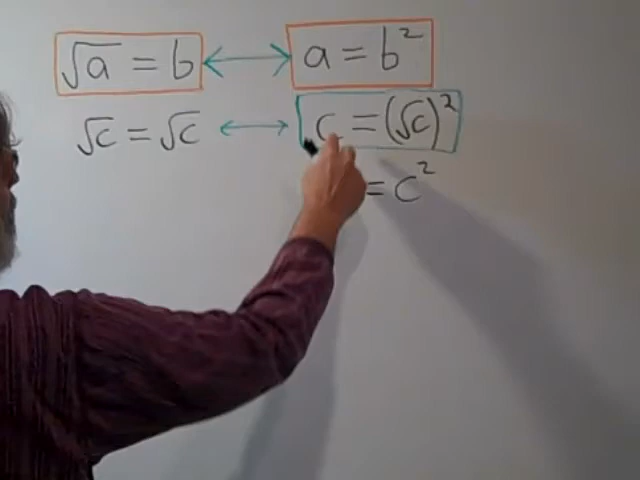 √a = b ↔ a = b²
√c = √c ↔ c = (√c)²
= c²